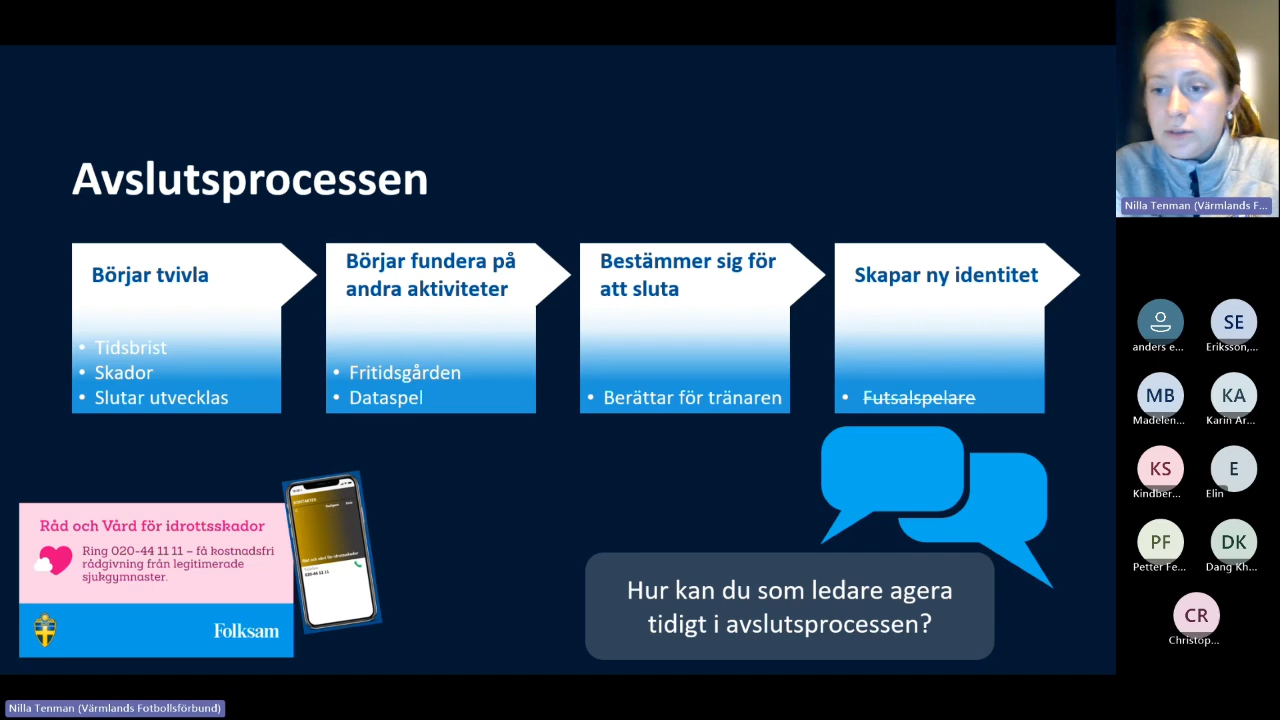 Avslutsprocessen
Börjar tvivla
• Tidsbrist
• Skador
• Slutar utvecklas
Börjar fundera på
andra aktiviteter
• Fritidsgården
• Dataspel
Bestämmer sig för
att sluta
• Berättar för tränaren
Skapar ny identitet
• Futsalspelare
Råd och Vård för idrottsskador
Ring 020-44 11 11 – få kostnadsfri
rådgivning från legitimerade
sjukgymnaster.
Folksam
020-44 11 11
Hur kan du som ledare agera
tidigt i avslutsprocessen?
Nilla Tenman (Värmlands F...
anders e...
SE
Eriksson,...
MB
Madelen...
KA
Karin Ar...
KS
Kindber...
E
Elin
PF
Petter Fe...
DK
Dang Kh...
CR
Christop...
Nilla Tenman (Värmlands Fotbollsförbund)